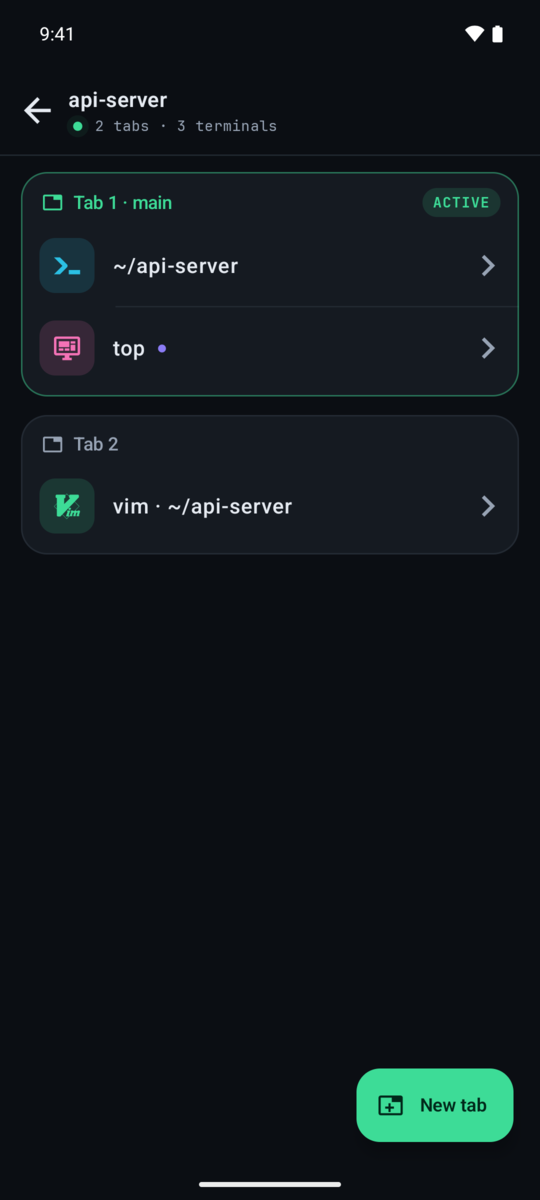 9:41
api-server
2 tabs · 3 terminals
Tab 1 · main
ACTIVE
~/api-server
top
Tab 2
Vim
vim · ~/api-server
New tab